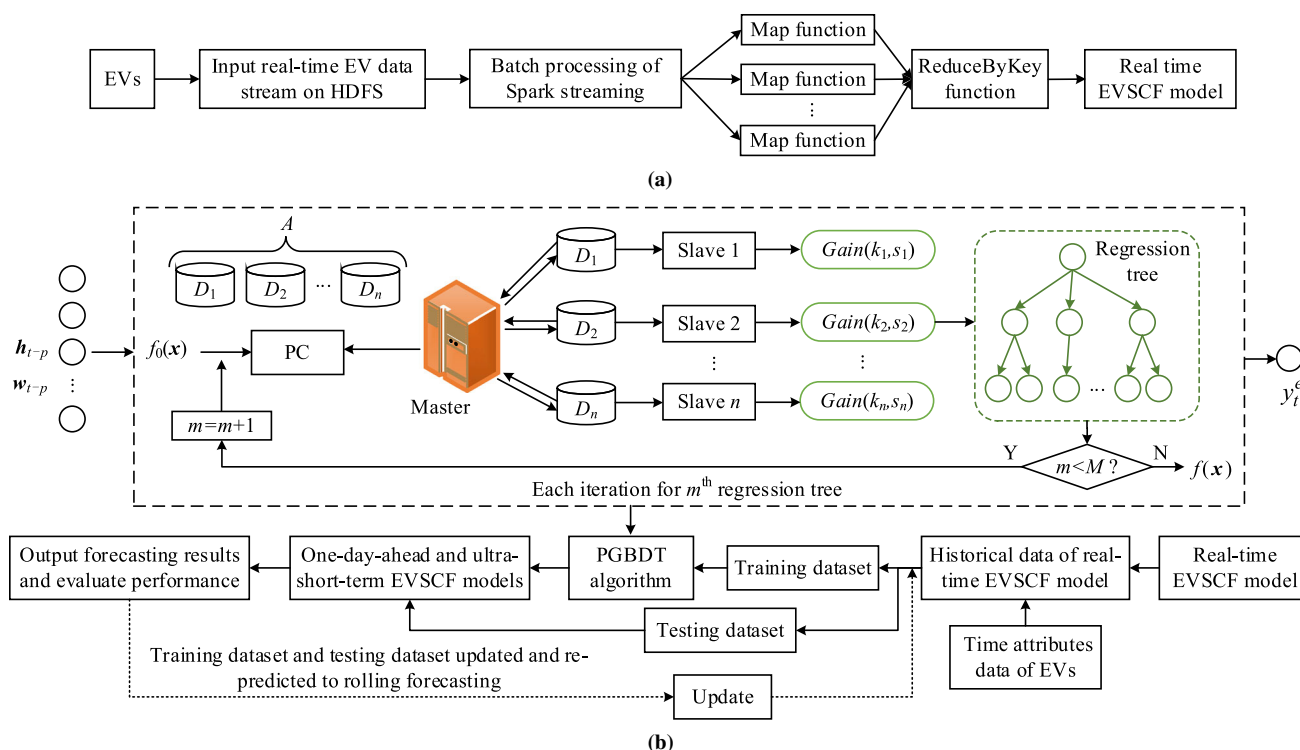 EVs
Input real-time EV data
stream on HDFS
Batch processing of
Spark streaming
Map function
Map function
⋮
Map function
ReduceByKey
function
Real time
EVSCF model
(a)
A
D₁
D₂
...
Dₙ
hₜ₋ₚ
wₜ₋ₚ
⋮
f₀(x)
PC
m=m+1
Master
D₁
Slave 1
Gain(k₁,s₁)
D₂
Slave 2
Gain(k₂,s₂)
⋮
⋮
Dₙ
Slave n
Gain(kₙ,sₙ)
Regression
tree
...
Y
m<M ?
N
f(x)
Each iteration for mᵗʰ regression tree
Output forecasting results
and evaluate performance
One-day-ahead and ultra-
short-term EVSCF models
PGBDT
algorithm
Training dataset
Testing dataset
Historical data of real-
time EVSCF model
Real-time
EVSCF model
Time attributes
data of EVs
Training dataset and testing dataset updated and re-
predicted to rolling forecasting
Update
(b)